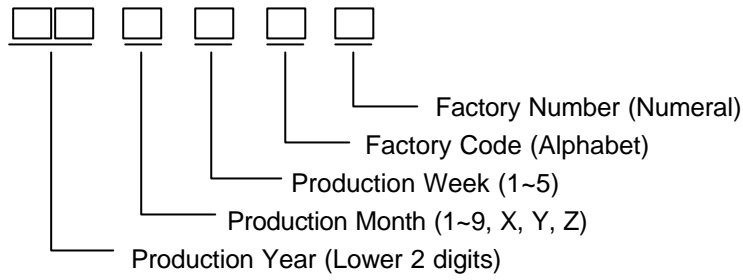 Factory Number (Numeral)
Factory Code (Alphabet)
Production Week (1~5)
Production Month (1~9, X, Y, Z)
Production Year (Lower 2 digits)